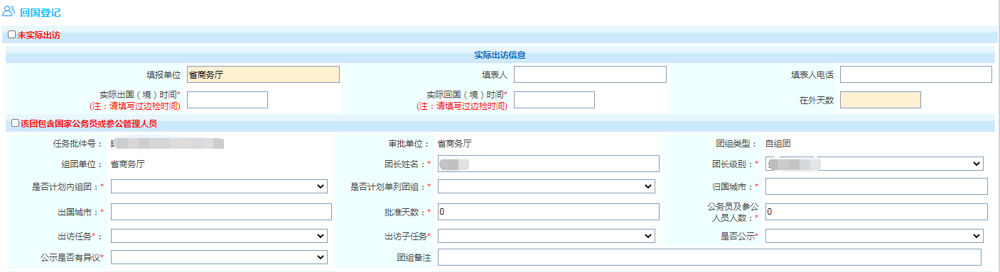 回国登记
未实际出访
实际出访信息
填报单位 省商务厅 填表人 填表人电话
实际出国（境）时间* 实际回国（境）时间* 在外天数
(注：请填写过边检时间) (注：请填写过边检时间)
该团包含国家公务员或参公管理人员
任务批件号： 审批单位： 省商务厅 团组类型： 自组团
组团单位： 省商务厅 团长姓名：* 团长级别：*
是否计划内组团：* 是否计划单列团组：* 归国城市：*
出国城市：* 批准天数：* 0 公务员及参公
人员人数：* 0
出访任务*： 出访子任务* 是否公示*
公示是否有异议* 团组备注